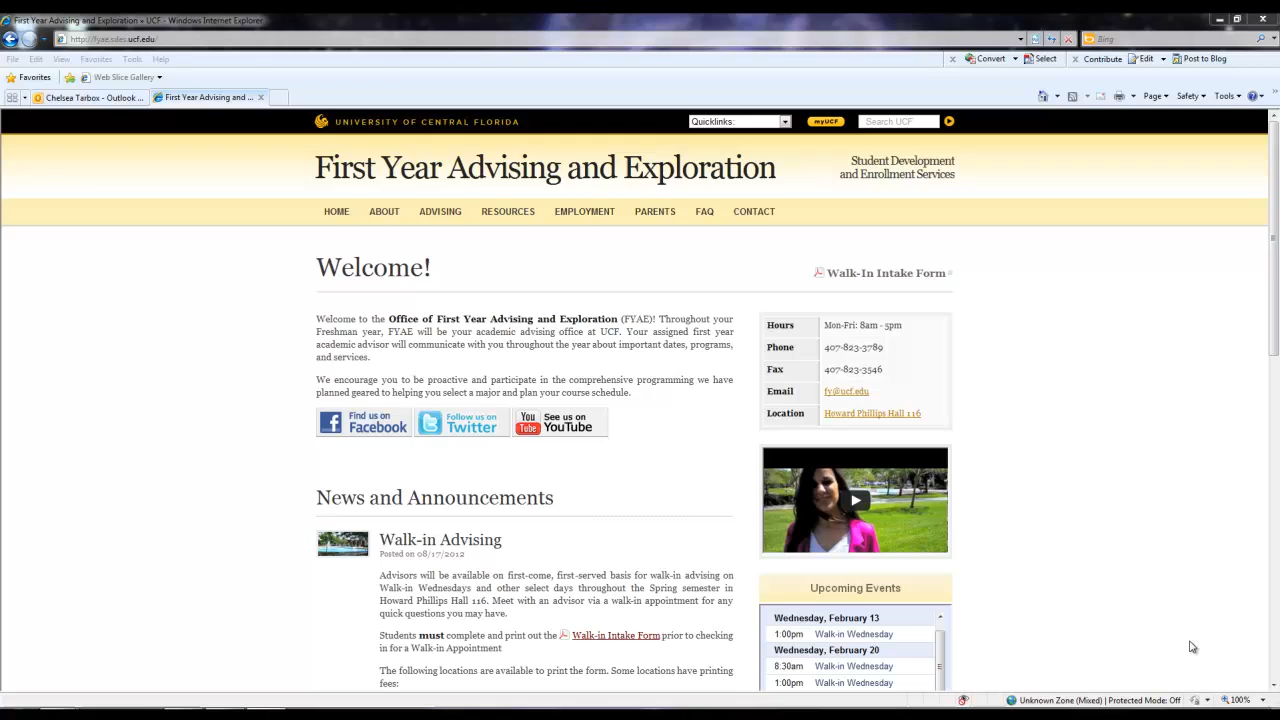 First Year Advising and Exploration » UCF - Windows Internet Explorer
http://fyae.sdes.ucf.edu/
Bing
File Edit View Favorites Tools Help
Convert Select
Contribute Edit Post to Blog
Favorites Web Slice Gallery
Chelsea Tarbox - Outlook ...
First Year Advising and ...
Page Safety Tools
UNIVERSITY OF CENTRAL FLORIDA
Quicklinks:
myUCF
Search UCF
First Year Advising and Exploration
Student Development
and Enrollment Services
HOME ABOUT ADVISING RESOURCES EMPLOYMENT PARENTS FAQ CONTACT
Welcome!
Walk-In Intake Form
Welcome to the Office of First Year Advising and Exploration (FYAE)! Throughout your
Freshman year, FYAE will be your academic advising office at UCF. Your assigned first year
academic advisor will communicate with you throughout the year about important dates, programs,
and services.
We encourage you to be proactive and participate in the comprehensive programming we have
planned geared to helping you select a major and plan your course schedule.
Find us on
Facebook
Follow us on
Twitter
You
Tube
See us on
YouTube
Hours Mon-Fri: 8am - 5pm
Phone 407-823-3789
Fax 407-823-3546
Email fy@ucf.edu
Location Howard Phillips Hall 116
News and Announcements
Walk-in Advising
Posted on 08/17/2012
Advisors will be available on first-come, first-served basis for walk-in advising on
Walk-in Wednesdays and other select days throughout the Spring semester in
Howard Phillips Hall 116. Meet with an advisor via a walk-in appointment for any
quick questions you may have.
Students must complete and print out the Walk-in Intake Form prior to checking
in for a Walk-in Appointment
The following locations are available to print the form. Some locations have printing
fees:
Upcoming Events
Wednesday, February 13
1:00pm Walk-in Wednesday
Wednesday, February 20
8:30am Walk-in Wednesday
1:00pm Walk-in Wednesday
Unknown Zone (Mixed) | Protected Mode: Off
100%